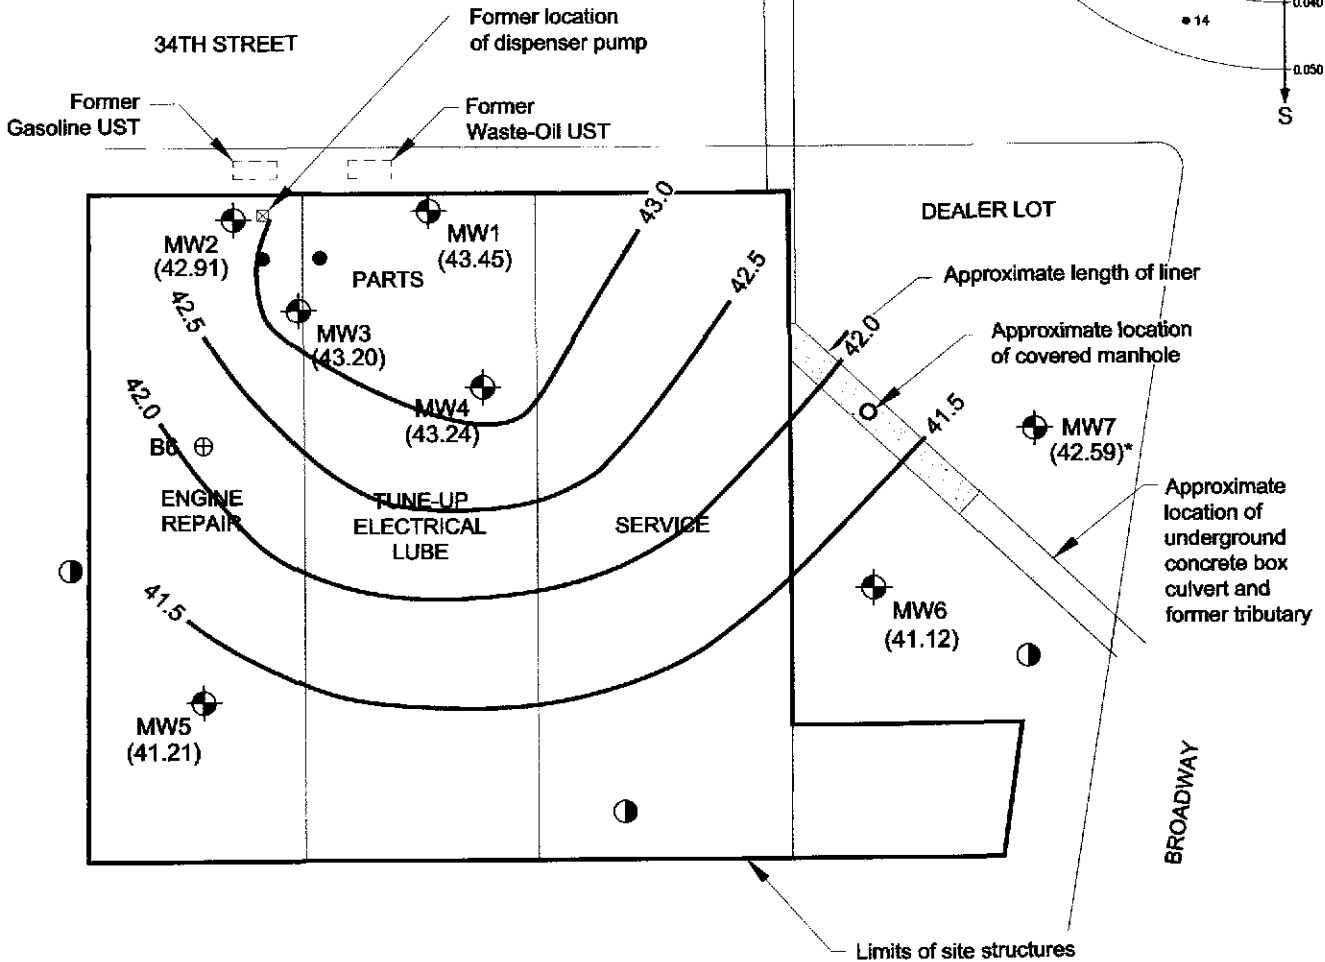 Former location
of dispenser pump
34TH STREET
0.040
14
0.050
S
Former
Gasoline UST
Former
Waste-Oil UST
43.0
DEALER LOT
MW2
(42.91)
MW1
(43.45)
PARTS
42.5
Approximate length of liner
42.5
MW3
(43.20)
42.0
Approximate location
of covered manhole
42.0
MW4
(43.24)
41.5
MW7
(42.59)*
B6
ENGINE
REPAIR
TUNE-UP
ELECTRICAL
LUBE
SERVICE
Approximate
location of
underground
concrete box
culvert and
former tributary
41.5
MW6
(41.12)
MW5
(41.21)
BROADWAY
Limits of site structures